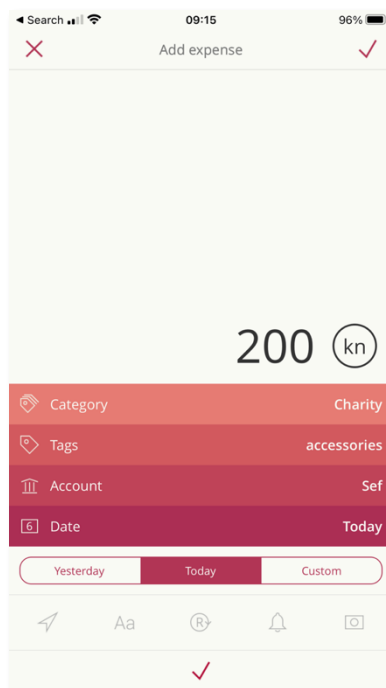 ◄ Search 09:15 96%
Add expense
200 kn
Category Charity
Tags accessories
Account Sef
6 Date Today
Yesterday Today Custom
Aa R